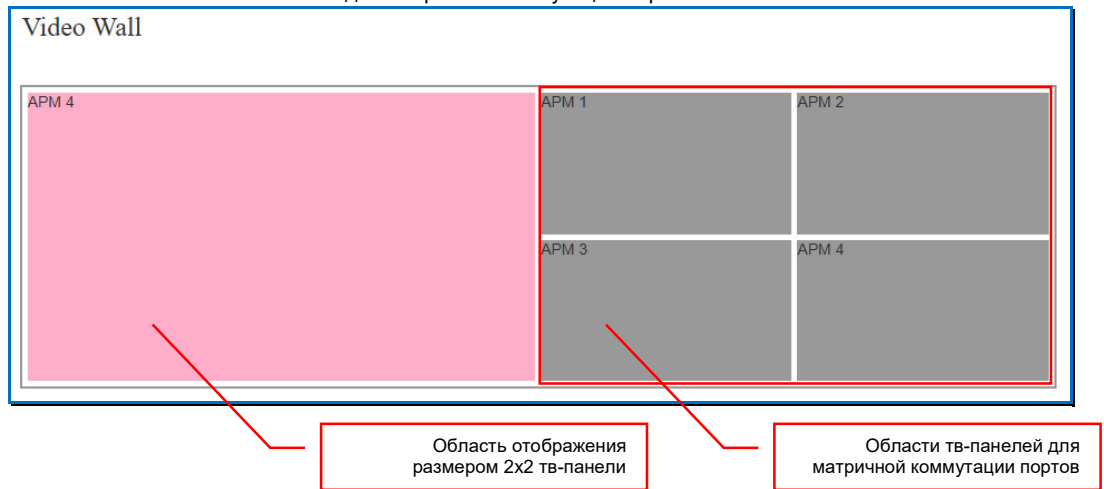 Video Wall
АРМ 4
АРМ 1
АРМ 2
АРМ 3
АРМ 4
Область отображения
размером 2х2 тв-панели
Области тв-панелей для
матричной коммутации портов